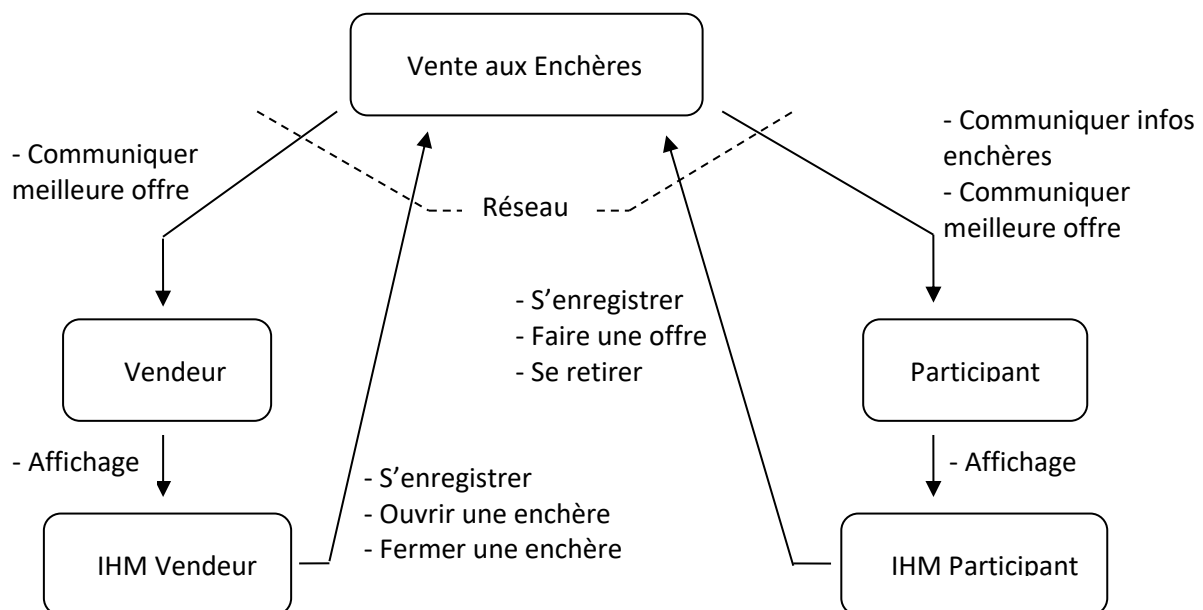 Vente aux Enchères
- Communiquer
meilleure offre
- Communiquer infos
enchères
- Communiquer
meilleure offre
Réseau
- S’enregistrer
- Faire une offre
- Se retirer
Vendeur
Participant
- Affichage
- Affichage
- S’enregistrer
- Ouvrir une enchère
- Fermer une enchère
IHM Vendeur
IHM Participant